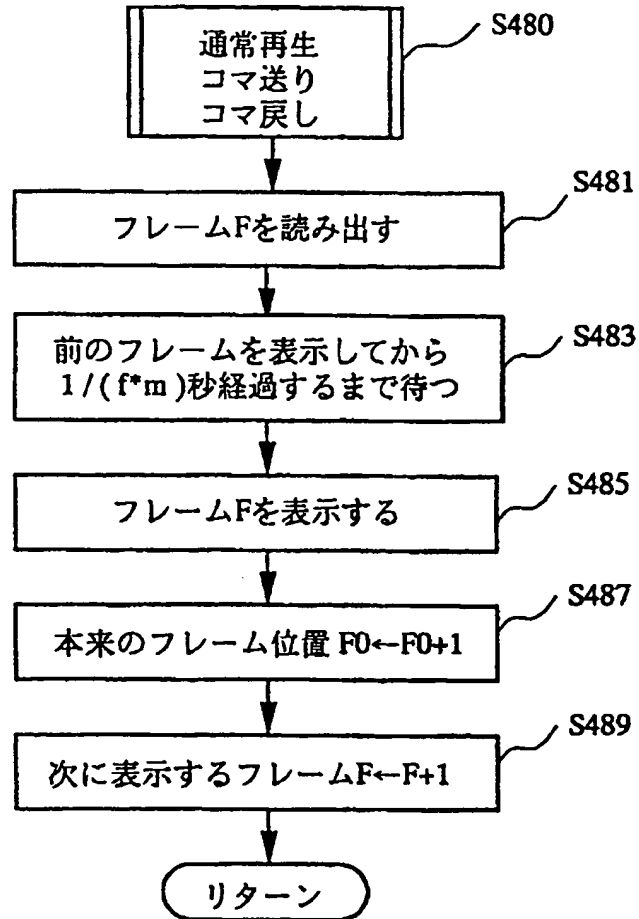 通常再生
コマ送り
コマ戻し
S480
フレームFを読み出す
S481
前のフレームを表示してから
1/(f*m)秒経過するまで待つ
S483
フレームFを表示する
S485
本来のフレーム位置 F0←F0+1
S487
次に表示するフレームF←F+1
S489
リターン